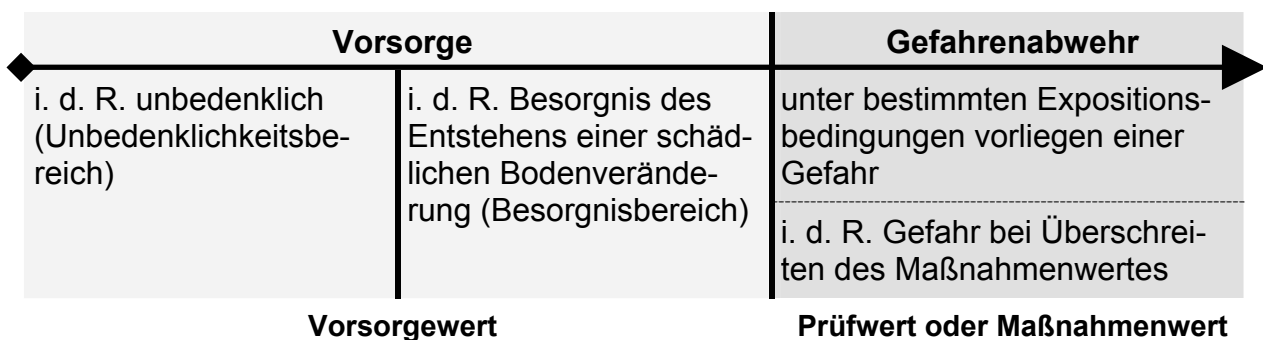 Vorsorge
Gefahrenabwehr
i. d. R. unbedenklich
(Unbedenklichkeitsbe-
reich)
i. d. R. Besorgnis des
Entstehens einer schäd-
lichen Bodenverände-
rung (Besorgnisbereich)
unter bestimmten Expositions-
bedingungen vorliegen einer
Gefahr
i. d. R. Gefahr bei Überschrei-
ten des Maßnahmenwertes
Vorsorgewert
Prüfwert oder Maßnahmenwert